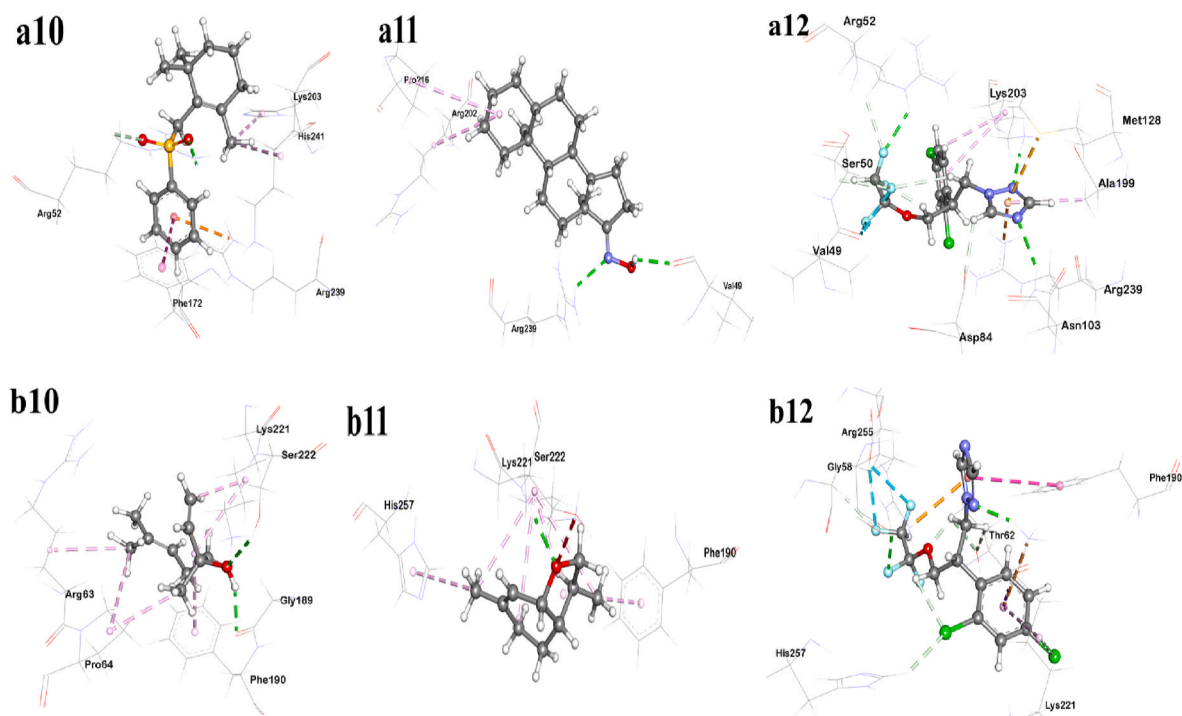 a10
Lys203
His241
Arg52
Phe172
Arg239
a11
Pro216
Arg202
Arg239
Val49
a12
Arg52
Lys203
Met128
Ser50
Ala199
Val49
Arg239
Asn103
Asp84
b10
Lys221
Ser222
Arg63
Gly189
Pro64
Phe190
b11
Ser222
Lys221
His257
Phe190
b12
Arg255
Gly58
Phe190
Thr62
His257
Lys221